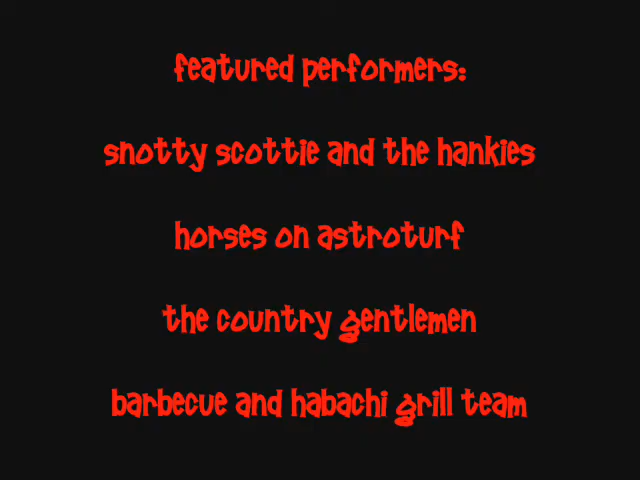 featured performers:
snotty scottie and the hankies
horses on astroturf
the country gentlemen
barbecue and habachi grill team